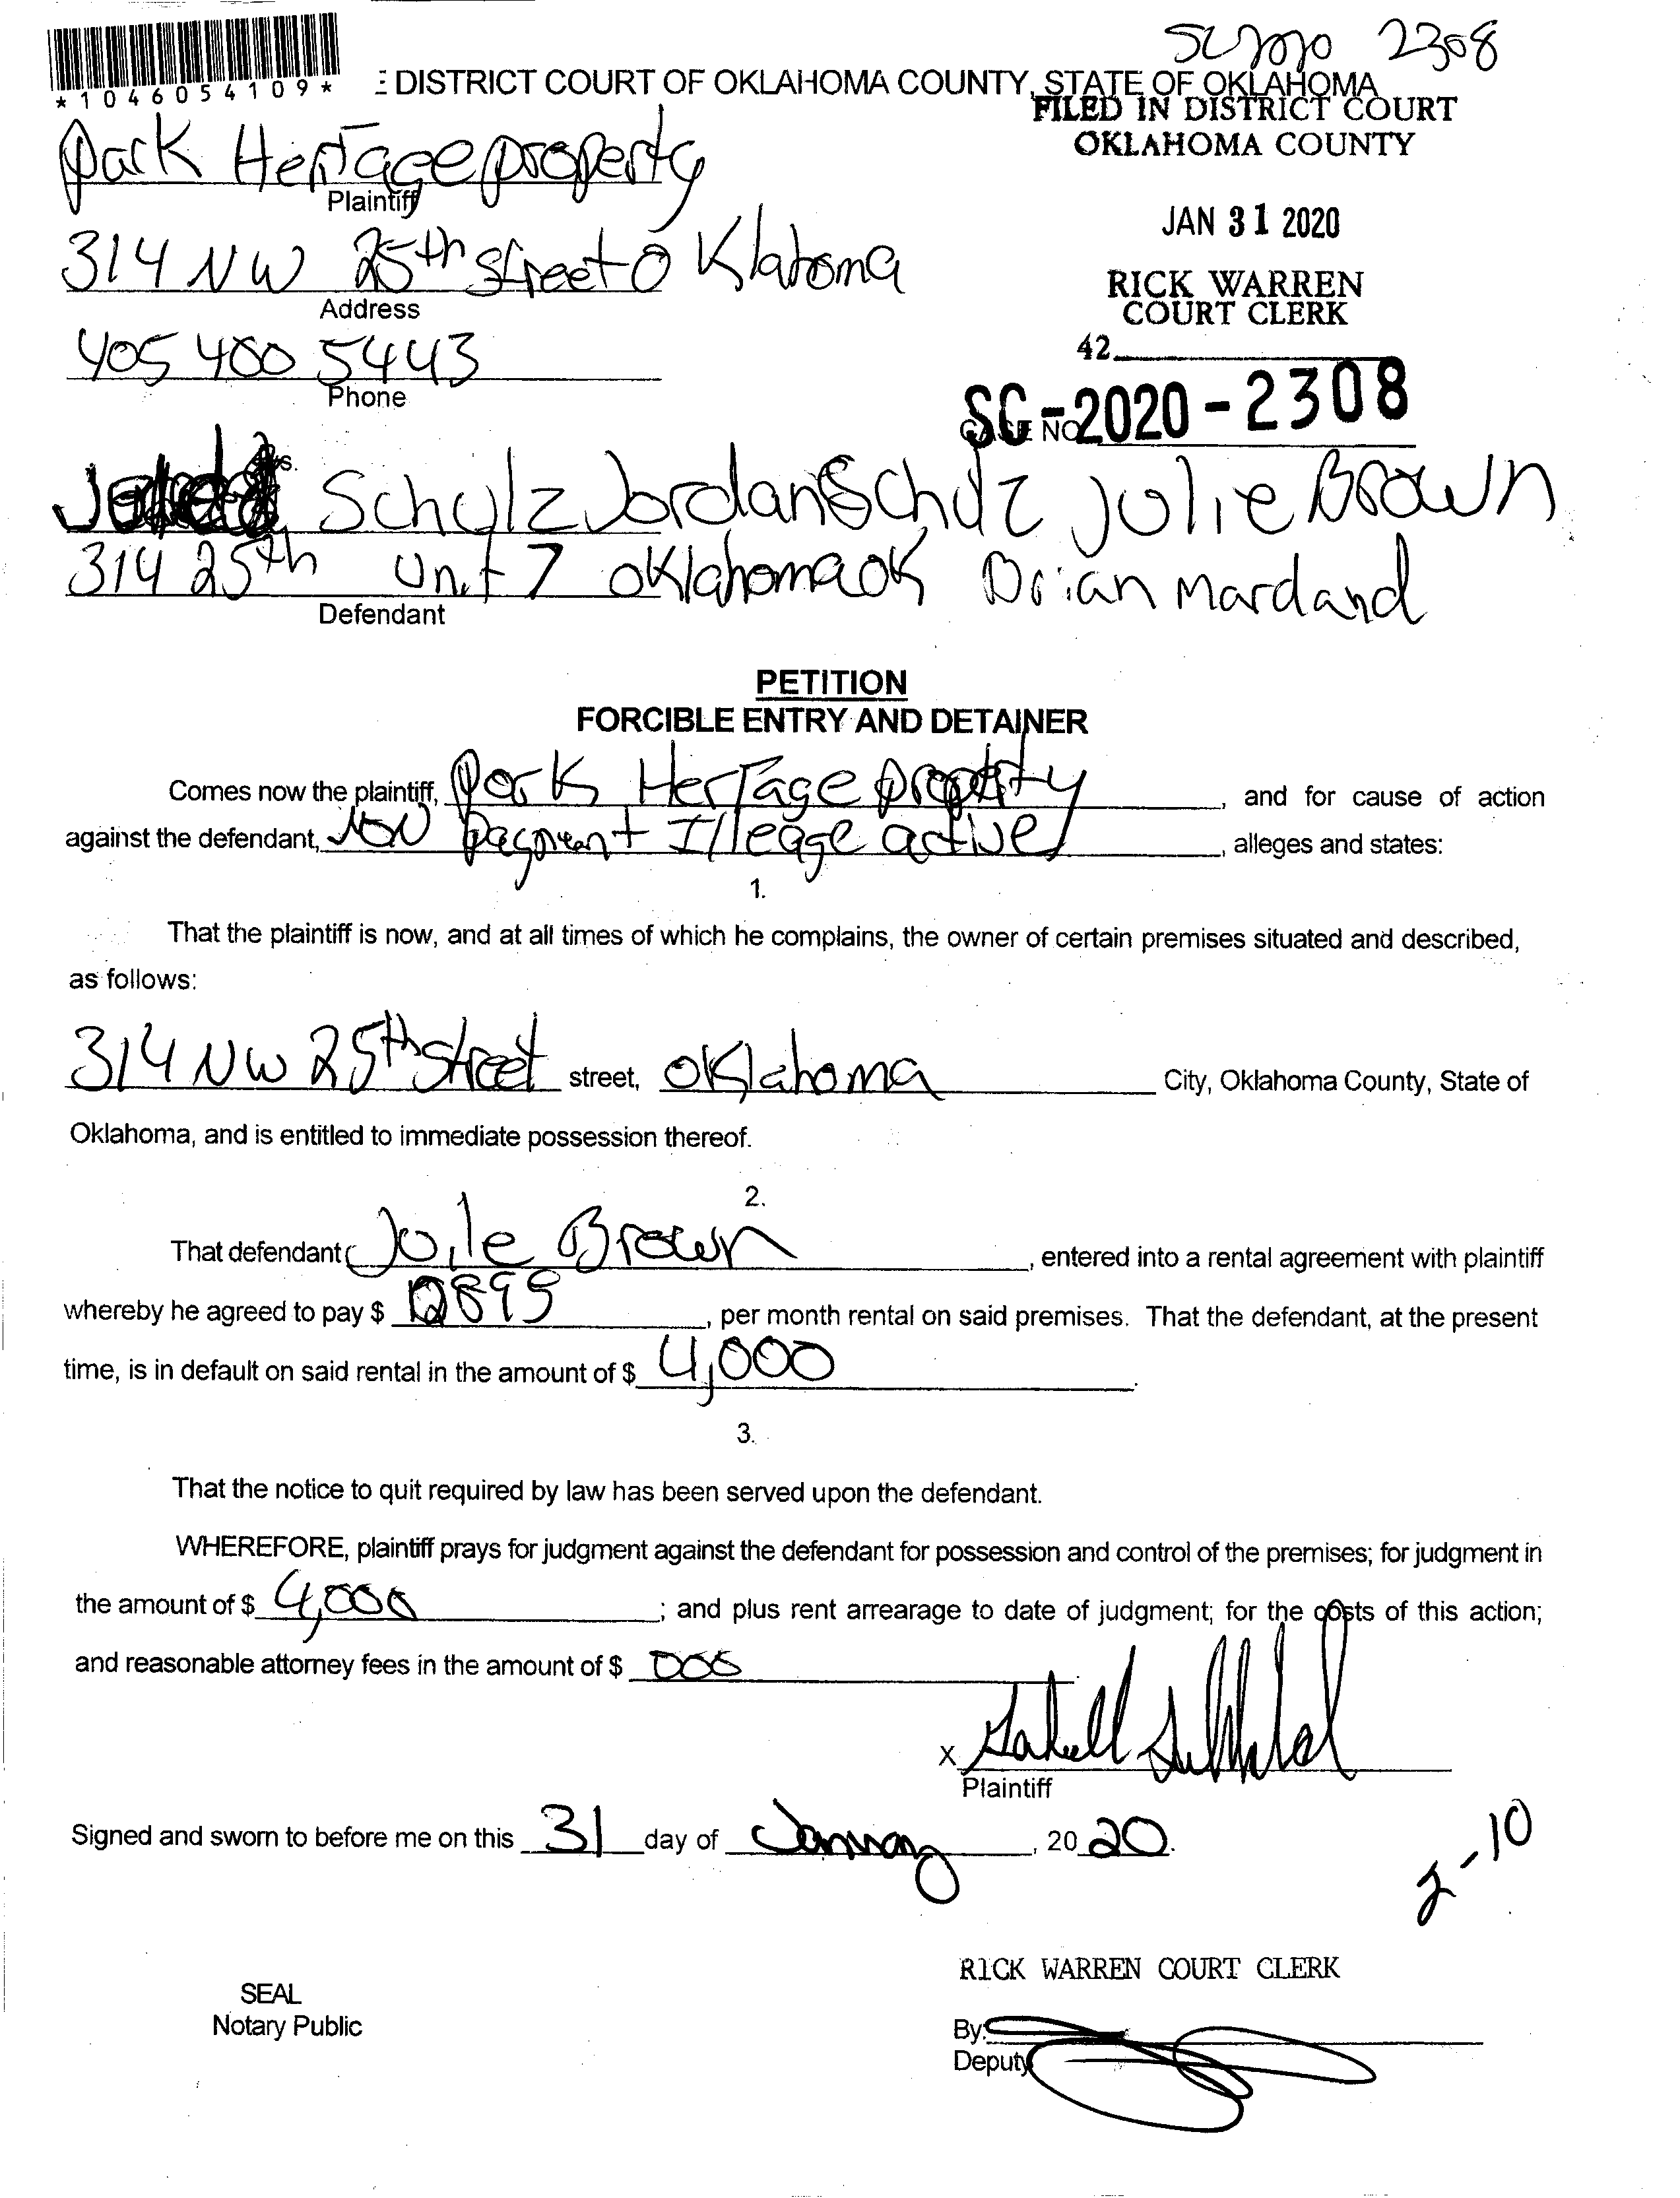 SC 2020 2308
*1046054109*
: DISTRICT COURT OF OKLAHOMA COUNTY, STATE OF OKLAHOMA
FILED IN DISTRICT COURT
OKLAHOMA COUNTY
Park Heritage property
Plaintiff
JAN 31 2020
314 NW 25th street Oklahoma
Address
RICK WARREN
COURT CLERK
405 400 5443
Phone
42
SC-2020-2308
CASE NO
vs.
Schulz Jordan Schulz Julie Brown
314 25th Unit 7 Oklahoma OK Brian Mardand
Defendant
PETITION
FORCIBLE ENTRY AND DETAINER
Comes now the plaintiff, Park Hertage property, and for cause of action
against the defendant, Non payment Illeage active, alleges and states:
1.
That the plaintiff is now, and at all times of which he complains, the owner of certain premises situated and described,
as follows:
314 NW 25th Street street, Oklahoma City, Oklahoma County, State of
Oklahoma, and is entitled to immediate possession thereof.
2.
That defendant Juile Brown, entered into a rental agreement with plaintiff
whereby he agreed to pay $ 895, per month rental on said premises. That the defendant, at the present
time, is in default on said rental in the amount of $ 4,000.
3.
That the notice to quit required by law has been served upon the defendant.
WHEREFORE, plaintiff prays for judgment against the defendant for possession and control of the premises; for judgment in
the amount of $ 4,000; and plus rent arrearage to date of judgment; for the costs of this action;
and reasonable attorney fees in the amount of $ 000
X
Plaintiff
Signed and sworn to before me on this 31 day of January, 2020.
2-10
RICK WARREN COURT CLERK
SEAL
Notary Public
By:
Deputy